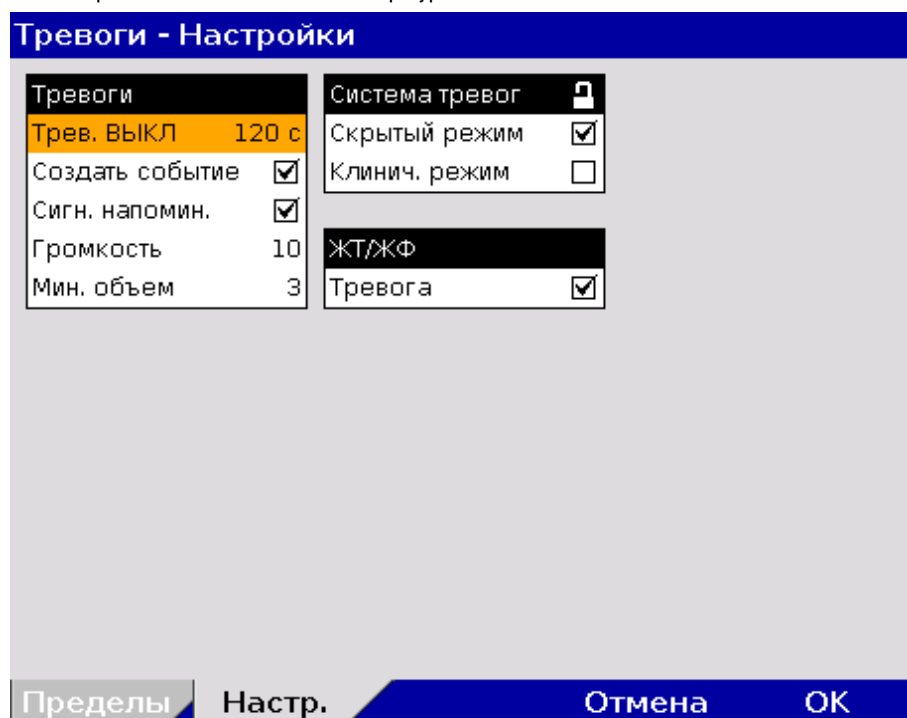 Тревоги - Настройки
Тревоги
Трев. ВЫКЛ 120 с
Создать событие
Сигн. напомин.
Громкость 10
Мин. объем 3
Система тревог
Скрытый режим
Клинич. режим
ЖТ/ЖФ
Тревога
Пределы Настр. Отмена OK